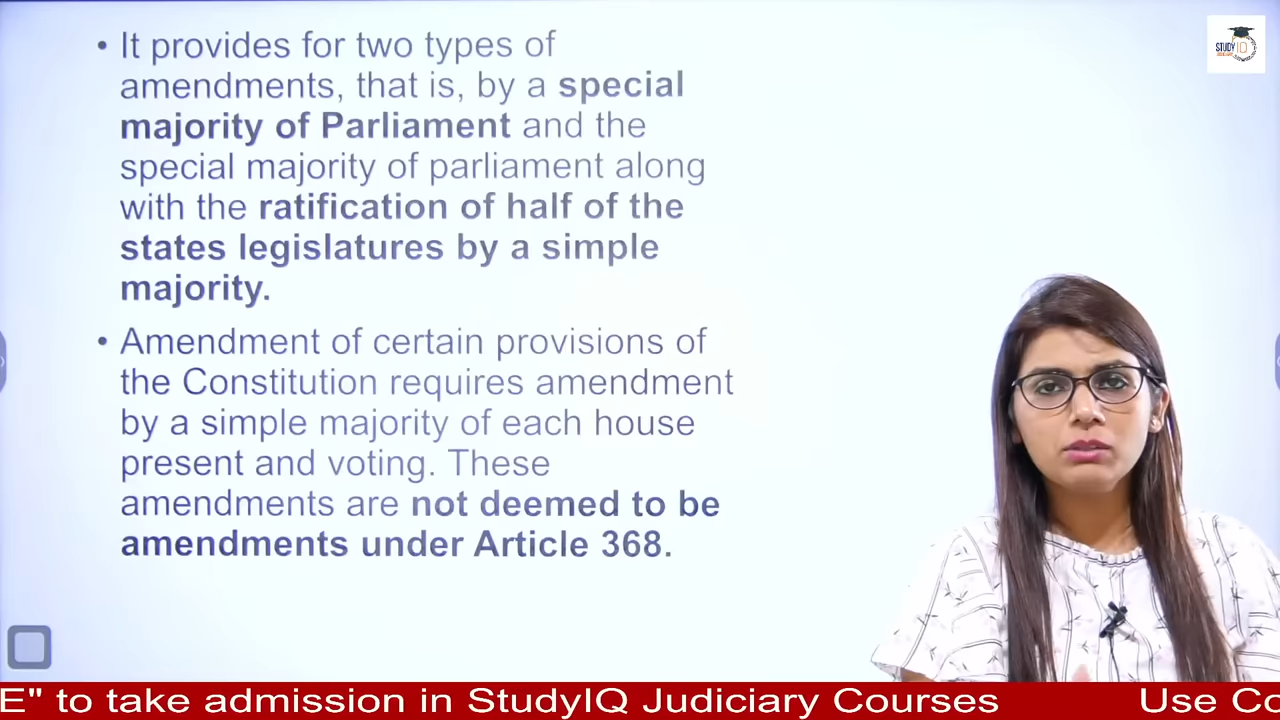 • It provides for two types of
amendments, that is, by a special
majority of Parliament and the
special majority of parliament along
with the ratification of half of the
states legislatures by a simple
majority.
• Amendment of certain provisions of
the Constitution requires amendment
by a simple majority of each house
present and voting. These
amendments are not deemed to be
amendments under Article 368.
STUDY IQ
E" to take admission in StudyIQ Judiciary Courses Use Co